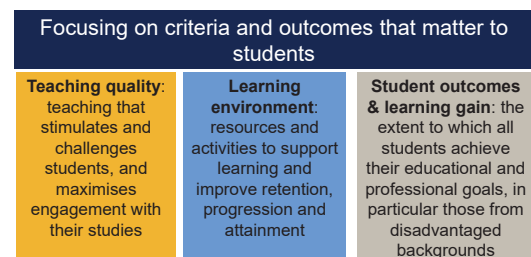 Focusing on criteria and outcomes that matter to
students
Teaching quality:
teaching that
stimulates and
challenges
students, and
maximises
engagement with
their studies
Learning
environment:
resources and
activities to support
learning and
improve retention,
progression and
attainment
Student outcomes
& learning gain: the
extent to which all
students achieve
their educational and
professional goals, in
particular those from
disadvantaged
backgrounds